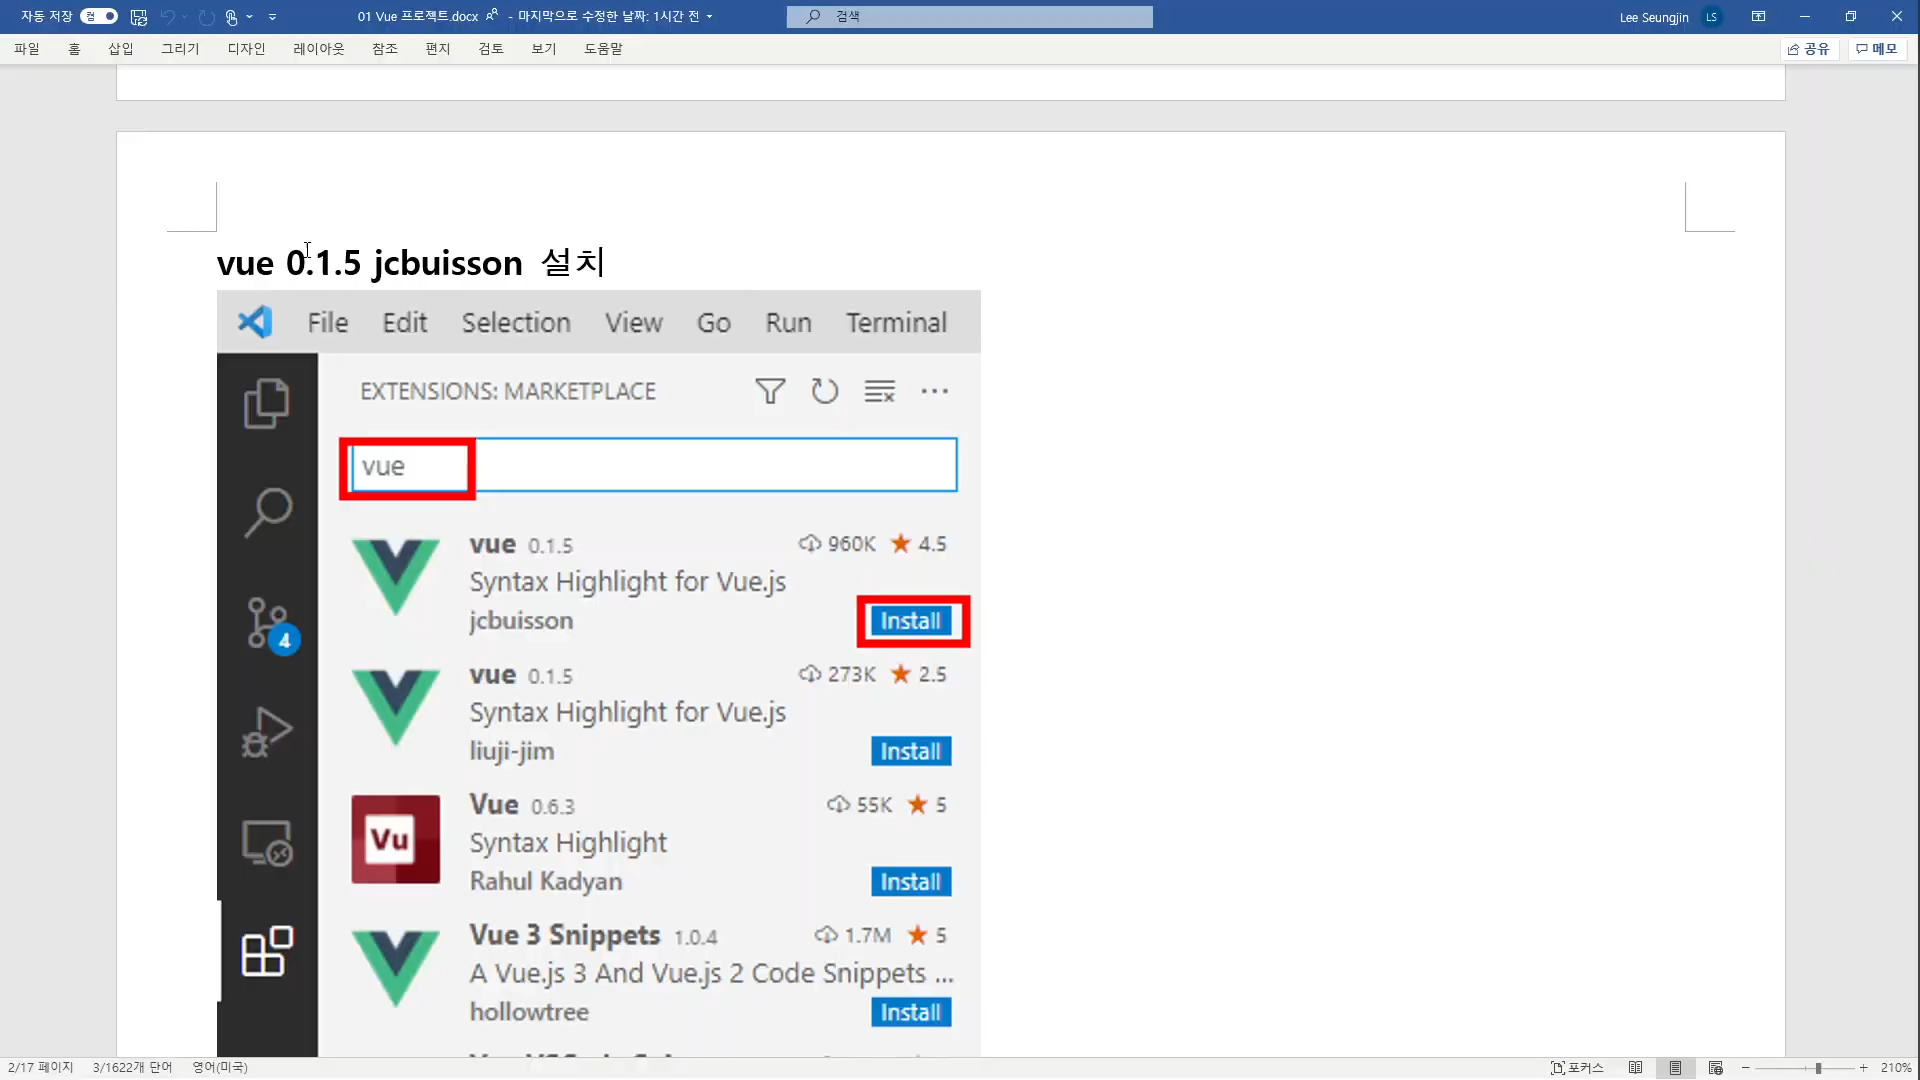 자동 저장 컴 01 Vue 프로젝트.docx - 마지막으로 수정한 날짜: 1시간 전 검색 Lee Seungjin LS
파일 홈 삽입 그리기 디자인 레이아웃 참조 편지 검토 보기 도움말 공유 메모
vue 0.1.5 jcbuisson 설치
File Edit Selection View Go Run Terminal
EXTENSIONS: MARKETPLACE
vue
vue 0.1.5 960K 4.5
Syntax Highlight for Vue.js
jcbuisson Install
4
vue 0.1.5 273K 2.5
Syntax Highlight for Vue.js
liuji-jim Install
Vue 0.6.3 55K 5
Vu
Syntax Highlight
Rahul Kadyan Install
Vue 3 Snippets 1.0.4 1.7M 5
A Vue.js 3 And Vue.js 2 Code Snippets ...
hollowtree Install
2/17 페이지 3/1622개 단어 영어(미국) 포커스 210%